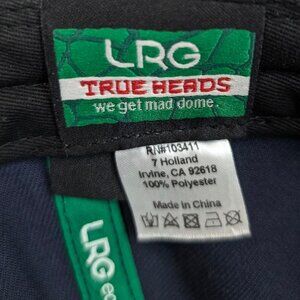 LRG
TRUE HEADS
we get mad dome.
RN#103411
7 Holland
Irvine, CA 92618
100% Polyester
Made in China
LRG